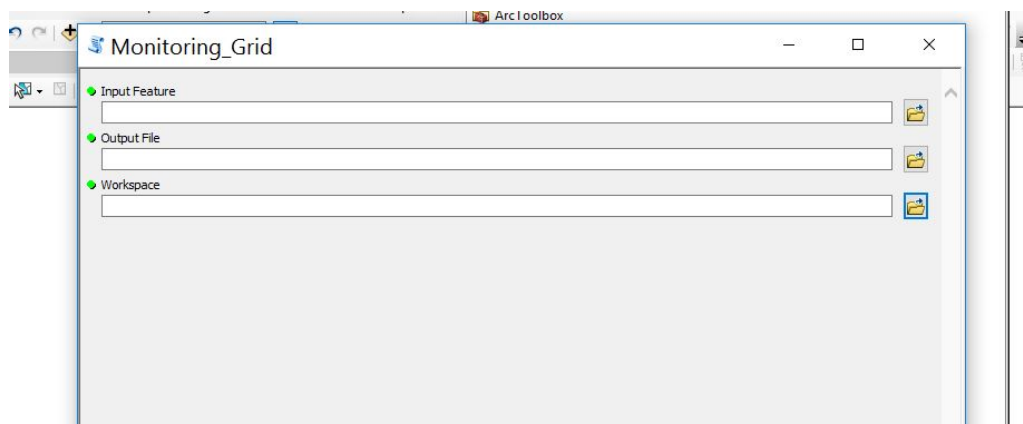 ArcToolbox
Monitoring_Grid
Input Feature
Output File
Workspace